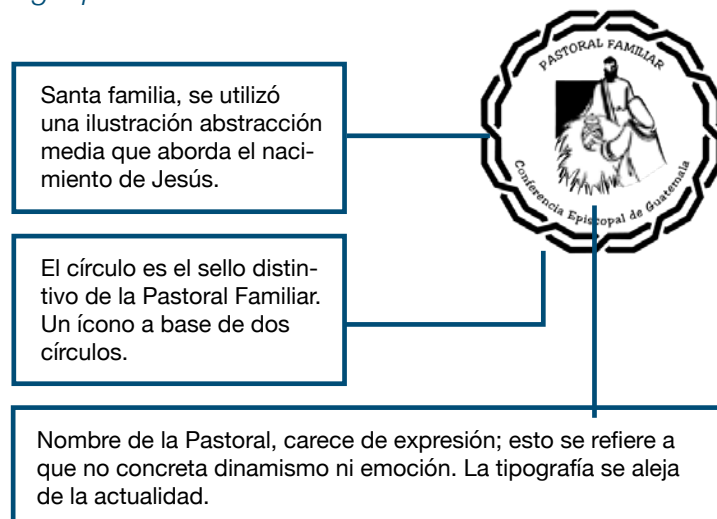 Santa familia, se utilizó
una ilustración abstracción
media que aborda el naci-
miento de Jesús.
PASTORAL FAMILIAR
Conferencia Episcopal de Guatemala
El círculo es el sello distin-
tivo de la Pastoral Familiar.
Un ícono a base de dos
círculos.
Nombre de la Pastoral, carece de expresión; esto se refiere a
que no concreta dinamismo ni emoción. La tipografía se aleja
de la actualidad.